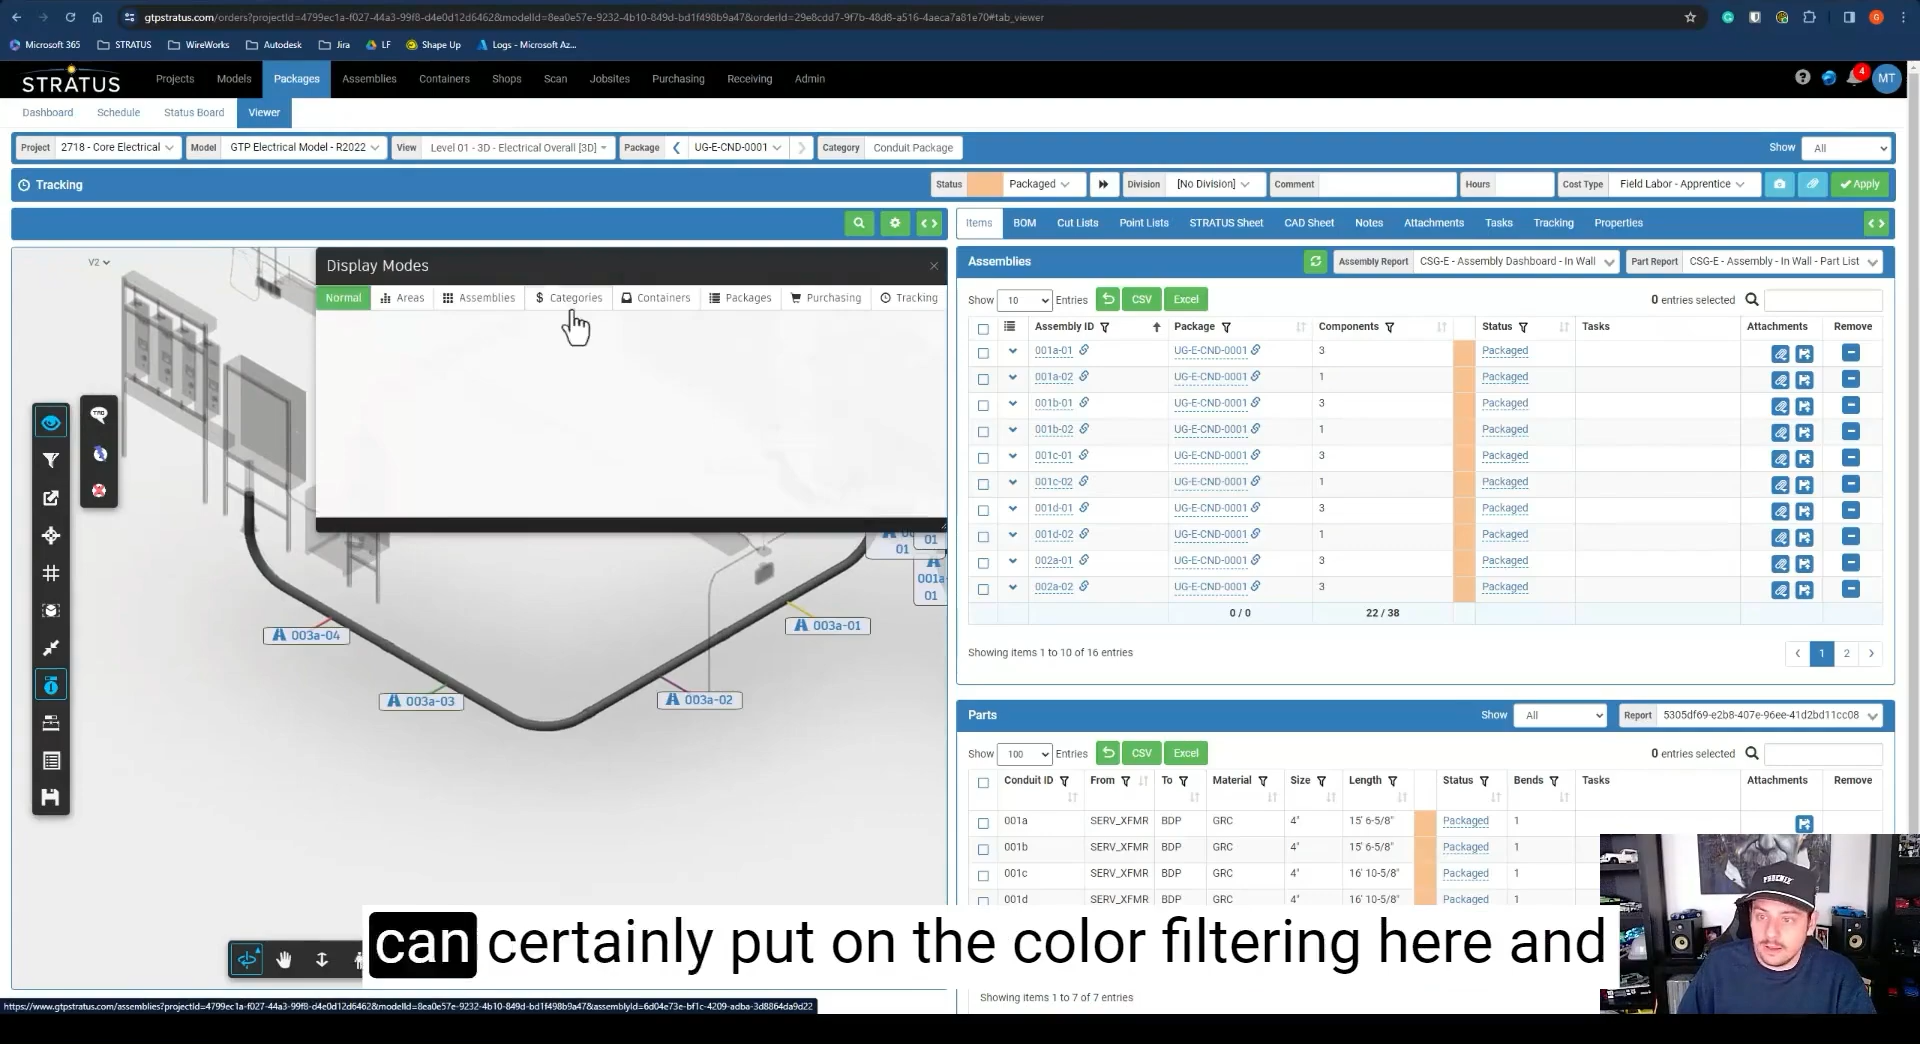 gtpstratus.com/orders?projectId=4799ec1a-f027-44a3-99f8-d4e0d12d6462&modelId=8ea0e57e-9232-4b10-849d-bd1f498b9a47&orderId=29e8cdd7-9f7b-48d8-a516-4aeca7a81e70#tab_viewer
Microsoft 365 STRATUS WireWorks Autodesk Jira LF Shape Up Logs - Microsoft Az...
STRATUS Projects Models Packages Assemblies Containers Shops Scan Jobsites Purchasing Receiving Admin 4 MT
Dashboard Schedule Status Board Viewer
Project 2718 - Core Electrical Model GTP Electrical Model - R2022 View Level 01 - 3D - Electrical Overall [3D] Package UG-E-CND-0001 Category Conduit Package Show All
Tracking Status Packaged Division [No Division] Comment Hours Cost Type Field Labor - Apprentice Apply
Items BOM Cut Lists Point Lists STRATUS Sheet CAD Sheet Notes Attachments Tasks Tracking Properties
V2
Display Modes
Normal Areas Assemblies Categories Containers Packages Purchasing Tracking
TAG
003a-04
003a-03
003a-02
003a-01
01
01
001a-
01
Assemblies Assembly Report CSG-E - Assembly Dashboard - In Wall Part Report CSG-E - Assembly - In Wall - Part List
Show 10 Entries CSV Excel 0 entries selected
Assembly ID Package Components Status Tasks Attachments Remove
001a-01 UG-E-CND-0001 3 Packaged
001a-02 UG-E-CND-0001 1 Packaged
001b-01 UG-E-CND-0001 3 Packaged
001b-02 UG-E-CND-0001 1 Packaged
001c-01 UG-E-CND-0001 3 Packaged
001c-02 UG-E-CND-0001 1 Packaged
001d-01 UG-E-CND-0001 3 Packaged
001d-02 UG-E-CND-0001 1 Packaged
002a-01 UG-E-CND-0001 3 Packaged
002a-02 UG-E-CND-0001 3 Packaged
0 / 0 22 / 38
Showing items 1 to 10 of 16 entries 1 2
Parts Show All Report 5305df69-e2b8-407e-96ee-41d2bd11cc08
Show 100 Entries CSV Excel 0 entries selected
Conduit ID From To Material Size Length Status Bends Tasks Attachments Remove
001a SERV_XFMR BDP GRC 4" 15' 6-5/8" Packaged 1
001b SERV_XFMR BDP GRC 4" 15' 6-5/8" Packaged 1
001c SERV_XFMR BDP GRC 4" 16' 10-5/8" Packaged 1
001d SERV_XFMR BDP GRC 4" 16' 10-5/8" Packaged 1
can certainly put on the color filtering here and
Showing items 1 to 7 of 7 entries
https://www.gtpstratus.com/assemblies?projectId=4799ec1a-f027-44a3-99f8-d4e0d12d6462&modelId=8ea0e57e-9232-4b10-849d-bd1f498b9a47&assemblyId=6d04e73e-bf1c-4209-adba-3d8864da9d22
PHOENIX